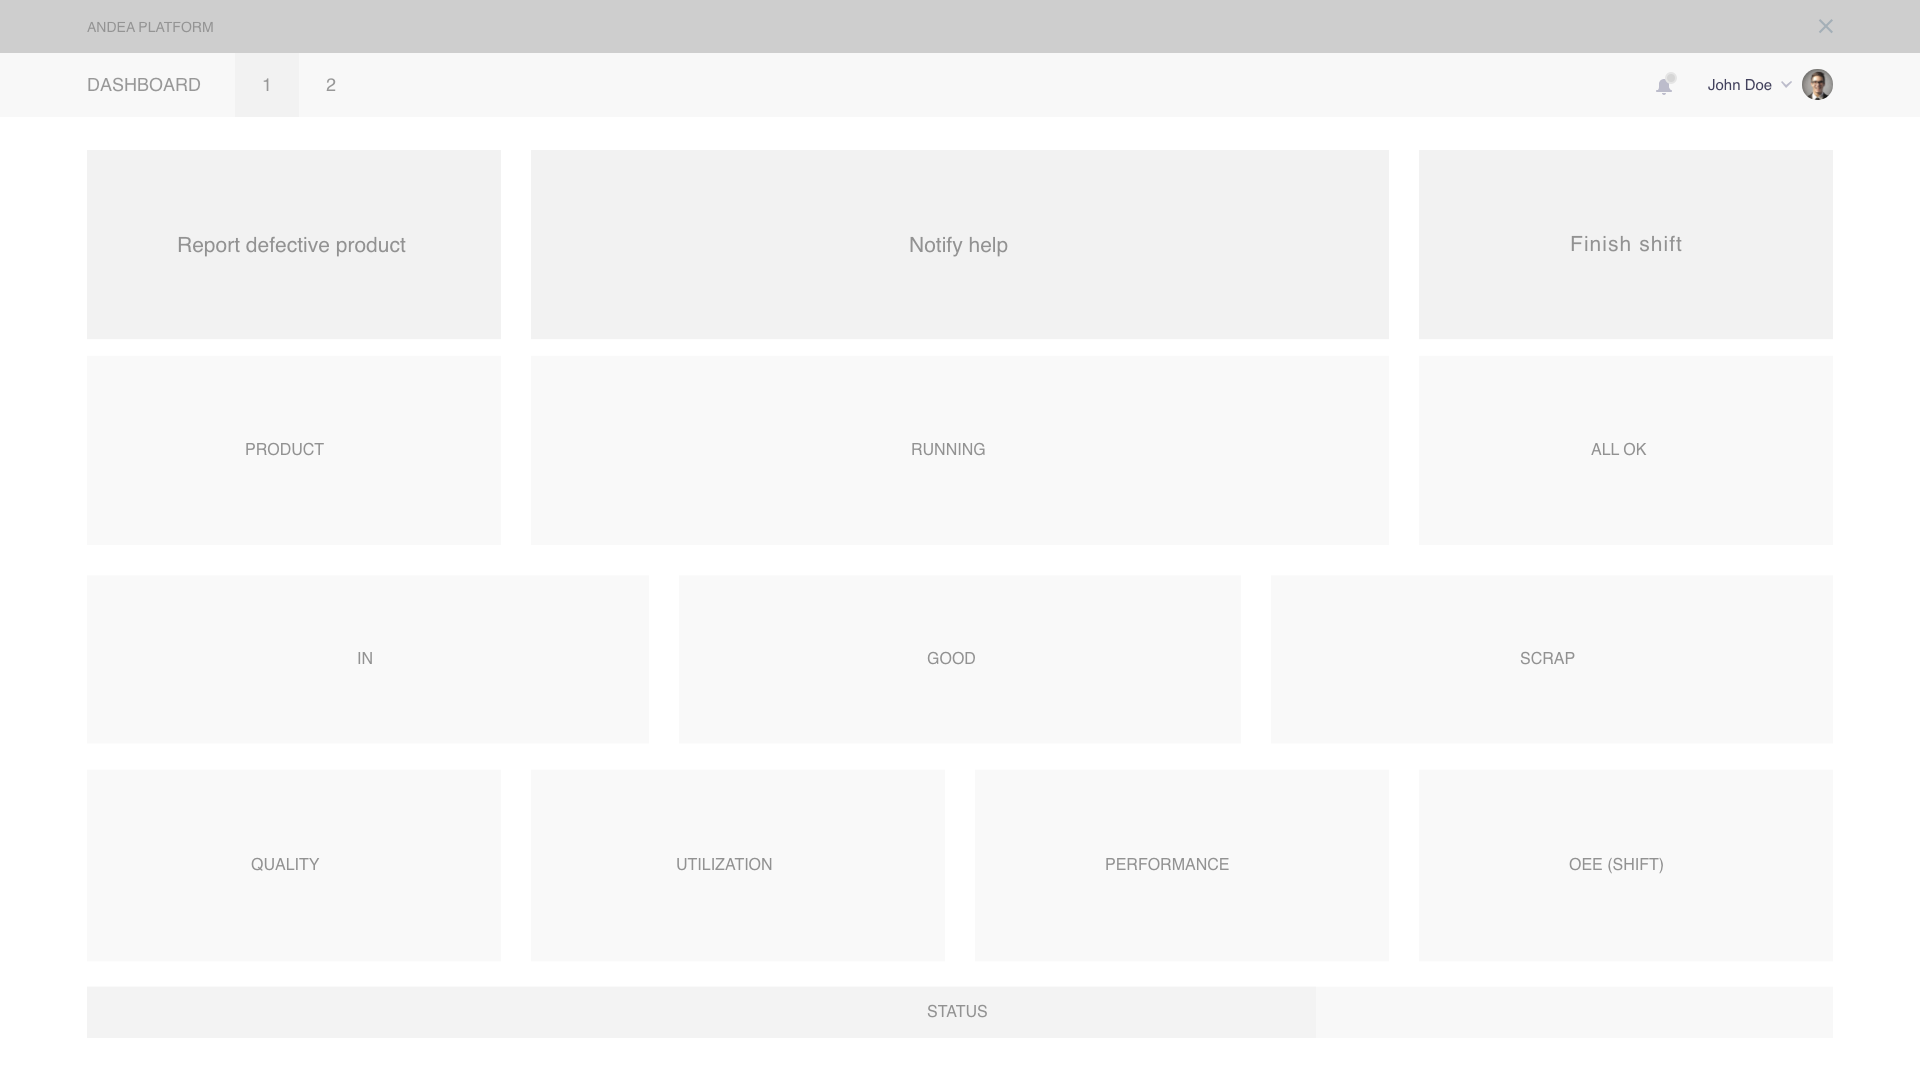 ANDEA PLATFORM
DASHBOARD 1 2 John Doe
Report defective product Notify help Finish shift
PRODUCT RUNNING ALL OK
IN GOOD SCRAP
QUALITY UTILIZATION PERFORMANCE OEE (SHIFT)
STATUS